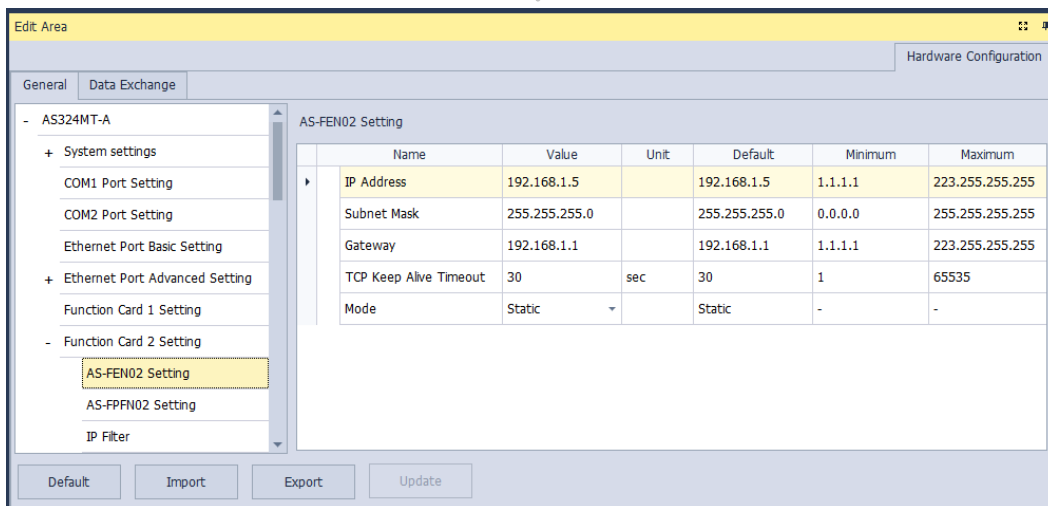 Edit Area
Hardware Configuration
General Data Exchange
- AS324MT-A
+ System settings
COM1 Port Setting
COM2 Port Setting
Ethernet Port Basic Setting
+ Ethernet Port Advanced Setting
Function Card 1 Setting
- Function Card 2 Setting
AS-FEN02 Setting
AS-FPFN02 Setting
IP Filter
AS-FEN02 Setting
Name Value Unit Default Minimum Maximum
IP Address 192.168.1.5 192.168.1.5 1.1.1.1 223.255.255.255
Subnet Mask 255.255.255.0 255.255.255.0 0.0.0.0 255.255.255.255
Gateway 192.168.1.1 192.168.1.1 1.1.1.1 223.255.255.255
TCP Keep Alive Timeout 30 sec 30 1 65535
Mode Static Static - -
Default Import Export Update